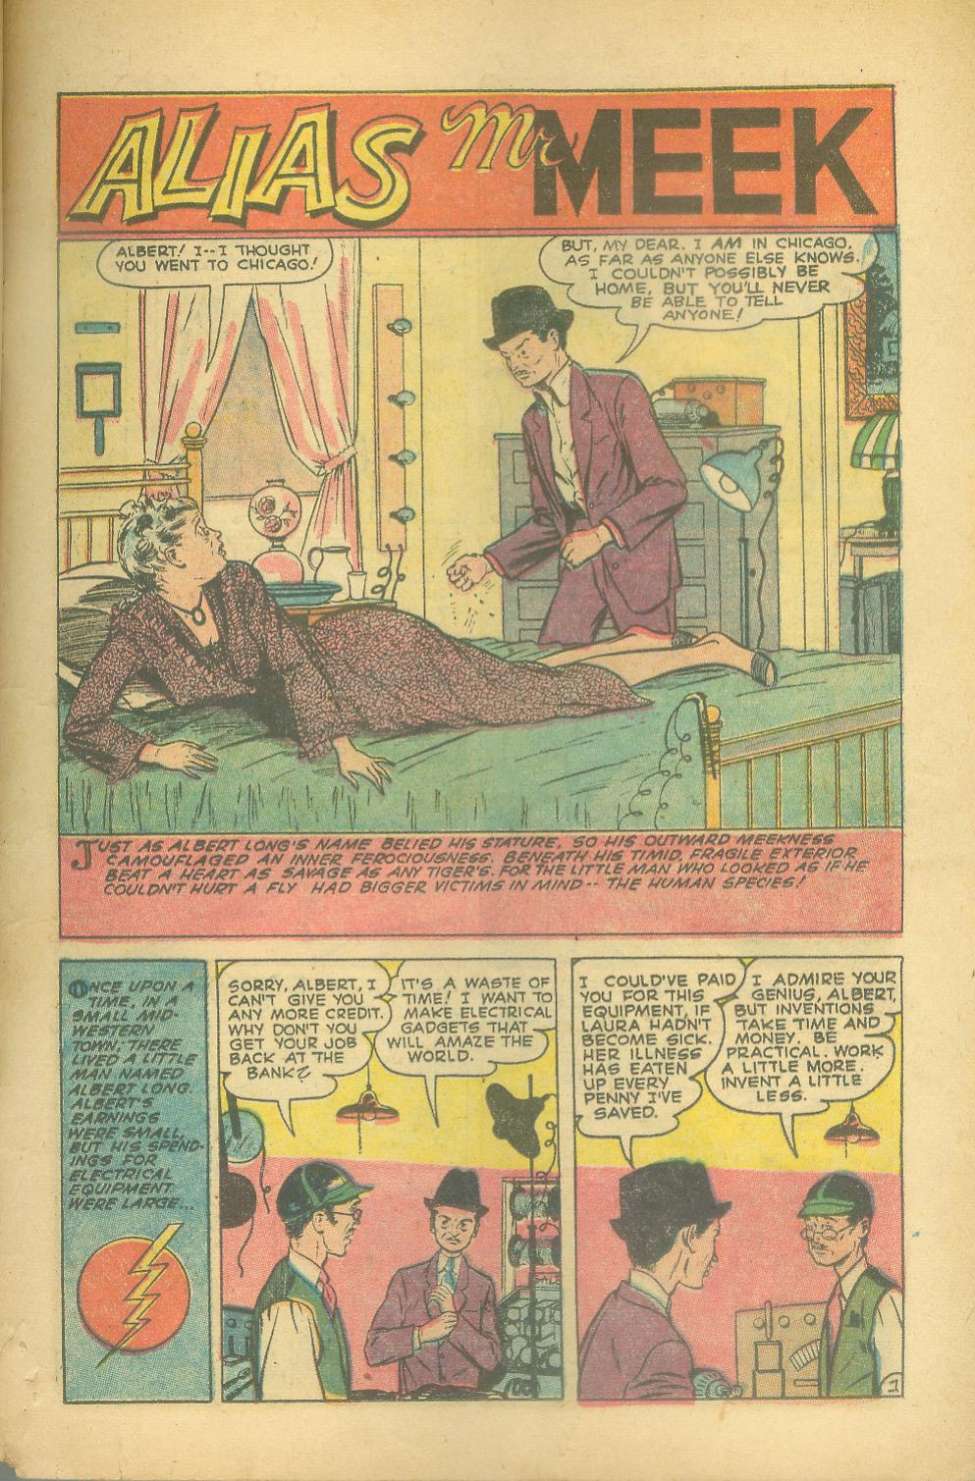 ALIAS Mr. MEEK
ALBERT! I--I THOUGHT
YOU WENT TO CHICAGO!
BUT, MY DEAR. I AM IN CHICAGO,
AS FAR AS ANYONE ELSE KNOWS.
I COULDN'T POSSIBLY BE
HOME, BUT YOU'LL NEVER
BE ABLE TO TELL
ANYONE!
JUST AS ALBERT LONG'S NAME BELIED HIS STATURE, SO HIS OUTWARD MEEKNESS
CAMOUFLAGED AN INNER FEROCIOUSNESS. BENEATH HIS TIMID, FRAGILE EXTERIOR
BEAT A HEART AS SAVAGE AS ANY TIGER'S. FOR THE LITTLE MAN WHO LOOKED AS IF HE
COULDN'T HURT A FLY HAD BIGGER VICTIMS IN MIND -- THE HUMAN SPECIES!
ONCE UPON A
TIME, IN A
SMALL MID-
WESTERN
TOWN, THERE
LIVED A LITTLE
MAN NAMED
ALBERT LONG.
ALBERT'S
EARNINGS
WERE SMALL,
BUT HIS SPEND-
INGS FOR
ELECTRICAL
EQUIPMENT
WERE LARGE...
SORRY, ALBERT, I
CAN'T GIVE YOU
ANY MORE CREDIT.
WHY DON'T YOU
GET YOUR JOB
BACK AT THE
BANK?
IT'S A WASTE OF
TIME! I WANT TO
MAKE ELECTRICAL
GADGETS THAT
WILL AMAZE THE
WORLD.
SALE
I COULD'VE PAID
YOU FOR THIS
EQUIPMENT, IF
LAURA HADN'T
BECOME SICK.
HER ILLNESS
HAS EATEN
UP EVERY
PENNY I'VE
SAVED.
I ADMIRE YOUR
GENIUS, ALBERT,
BUT INVENTIONS
TAKE TIME AND
MONEY. BE
PRACTICAL. WORK
A LITTLE MORE.
INVENT A LITTLE
LESS.
1